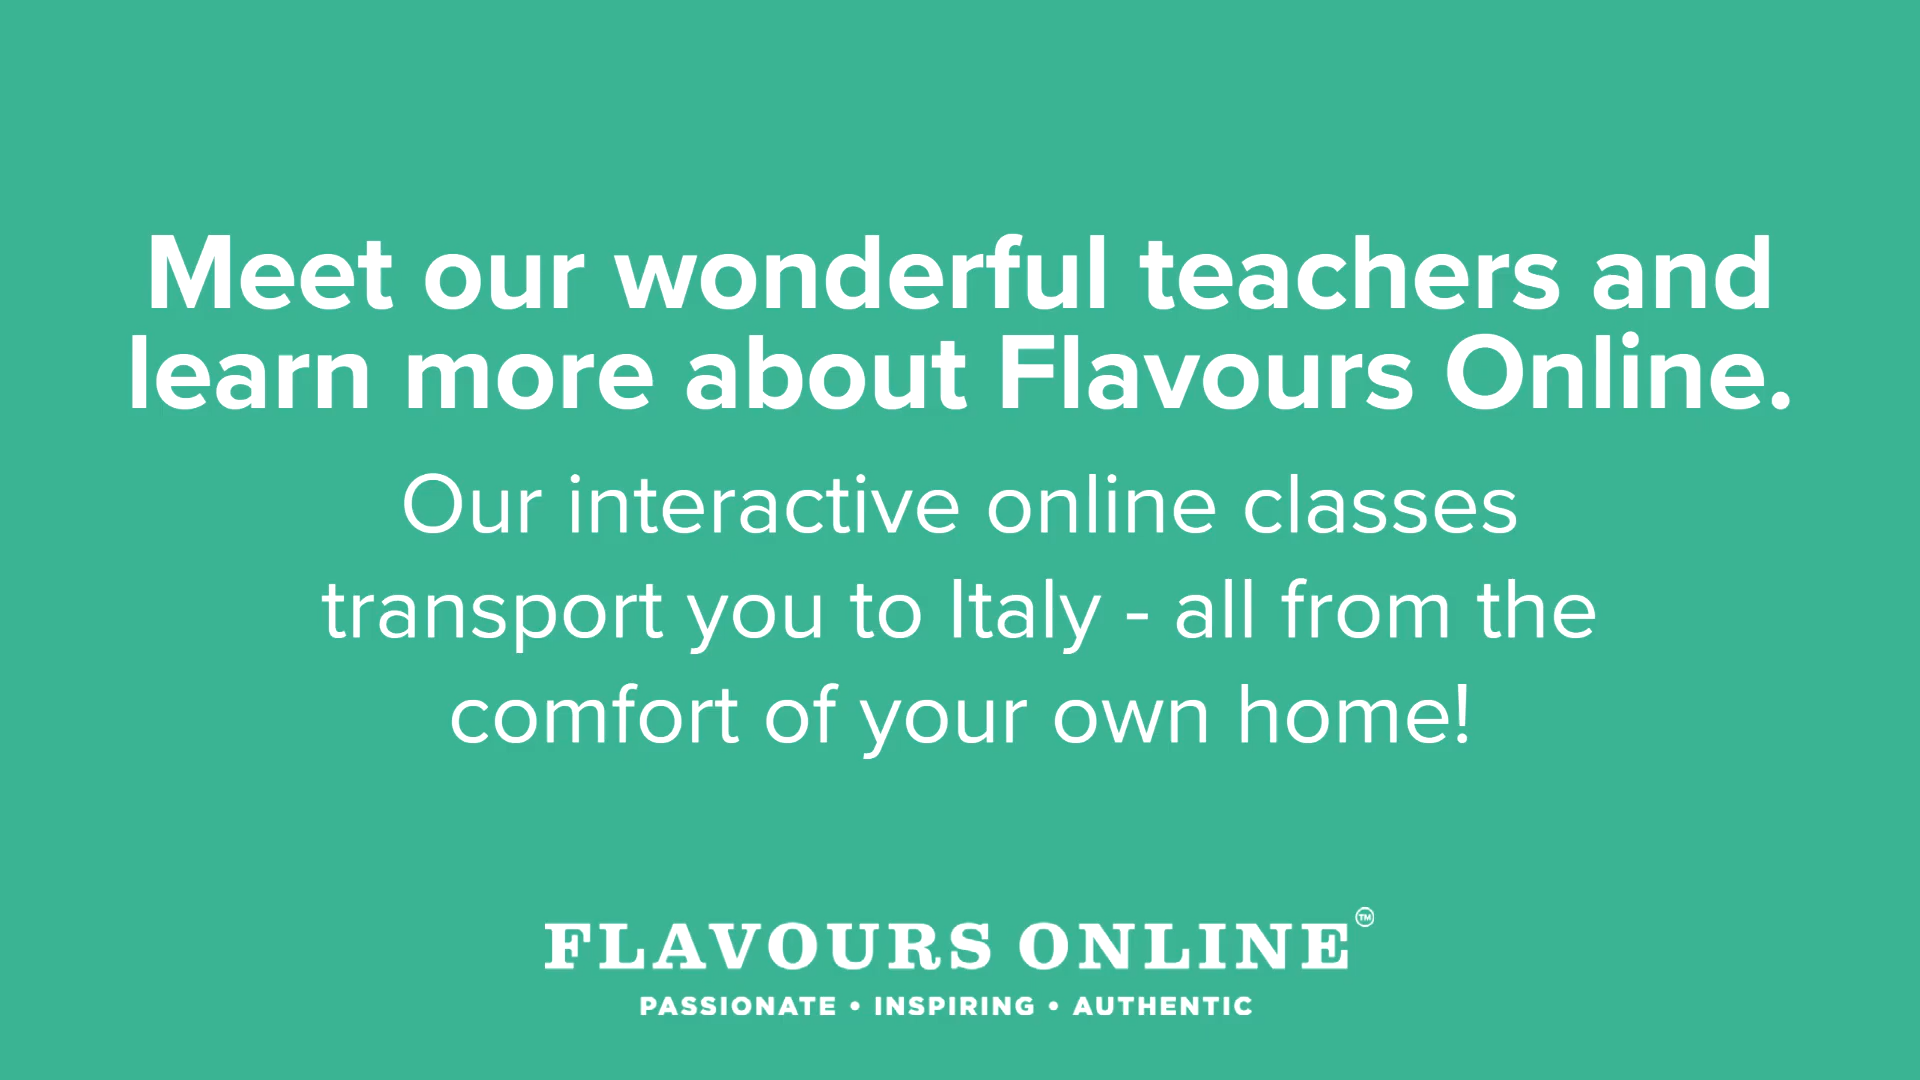 Meet our wonderful teachers and
learn more about Flavours Online.
Our interactive online classes
transport you to Italy - all from the
comfort of your own home!
FLAVOURS ONLINE™
PASSIONATE • INSPIRING • AUTHENTIC